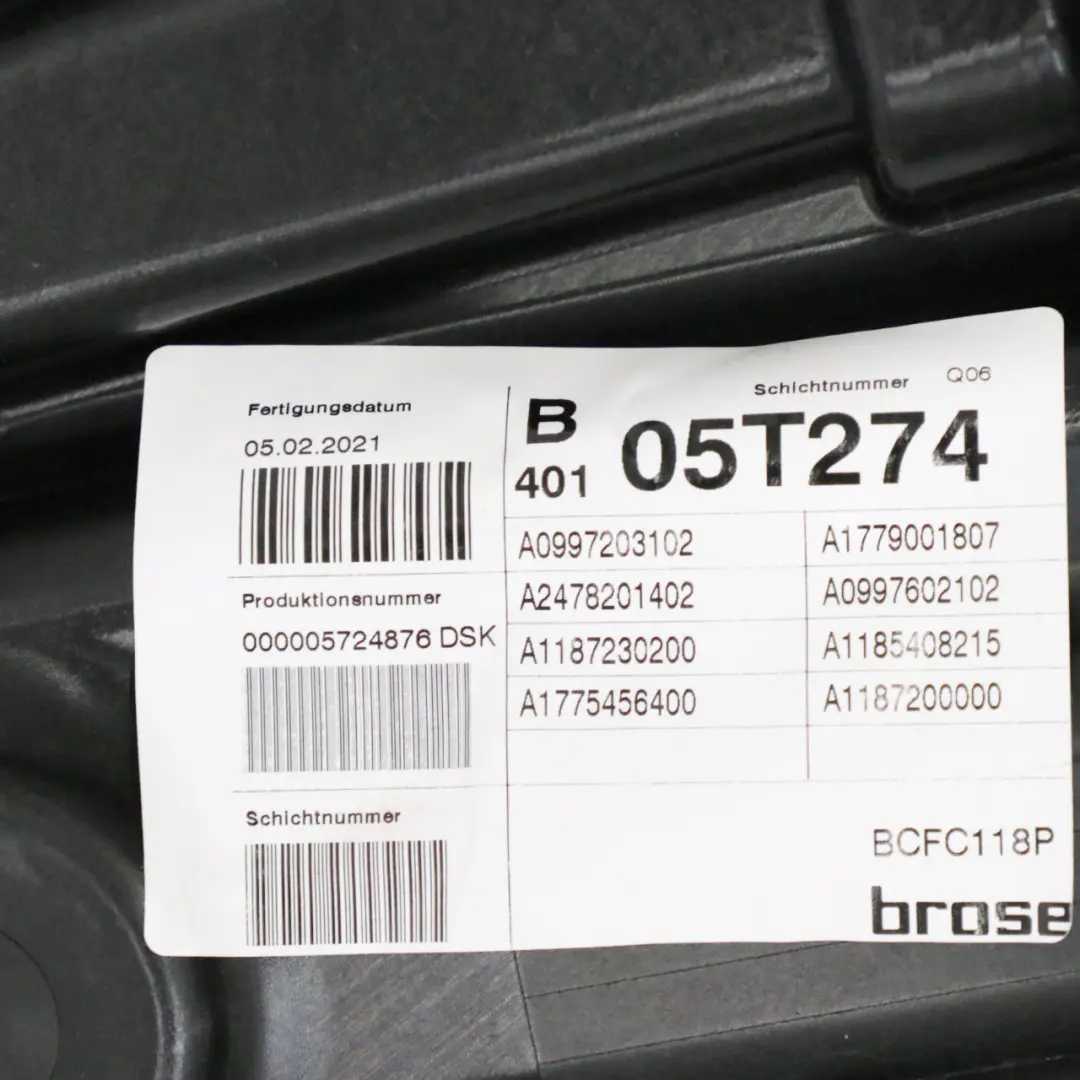 Fertigungsdatum
05.02.2021
Produktionsnummer
000005724876 DSK
Schichtnummer
Schichtnummer Q06
B 05T274
401
A0997203102 A1779001807
A2478201402 A0997602102
A1187230200 A1185408215
A1775456400 A1187200000
BCFC118P
brose